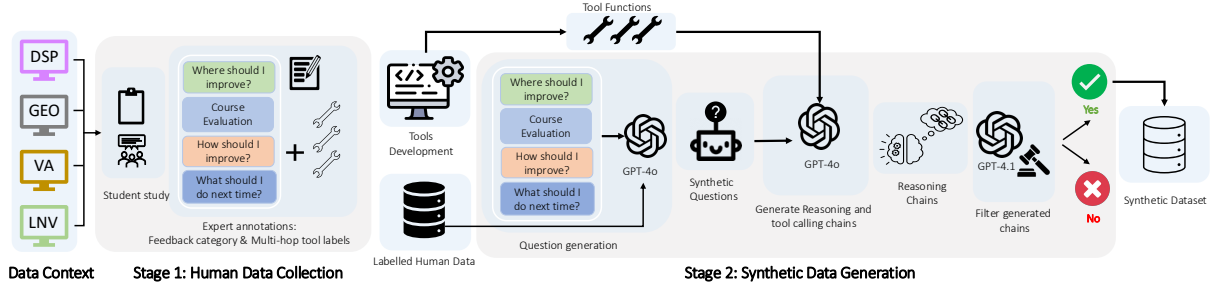 DSP
GEO
VA
LNV
Data Context
Student study
Where should I
improve?
Course
Evaluation
How should I
improve?
What should I
do next time?
+
Expert annotations:
Feedback category & Multi-hop tool labels
Stage 1: Human Data Collection
Tools
Development
Labelled Human Data
Tool Functions
Where should I
improve?
Course
Evaluation
How should I
improve?
What should I
do next time?
GPT-4o
Question generation
?
Synthetic
Questions
GPT-4o
Generate Reasoning and
tool calling chains
Reasoning
Chains
GPT-4.1
Filter generated
chains
Yes
No
Synthetic Dataset
Stage 2: Synthetic Data Generation